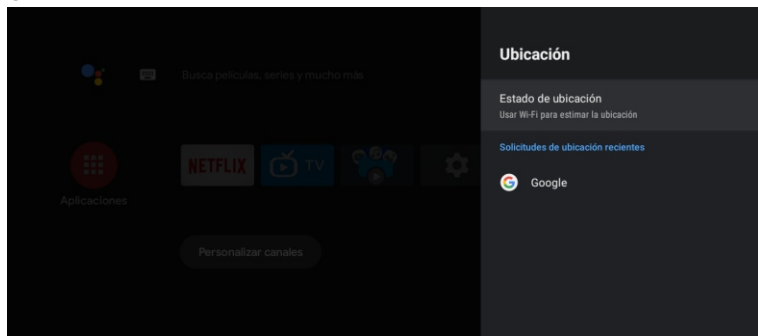 Ubicación
Busca películas, series y mucho más
Estado de ubicación
Usar Wi-Fi para estimar la ubicación
Solicitudes de ubicación recientes
NETFLIX
TV
Google
Aplicaciones
Personalizar canales